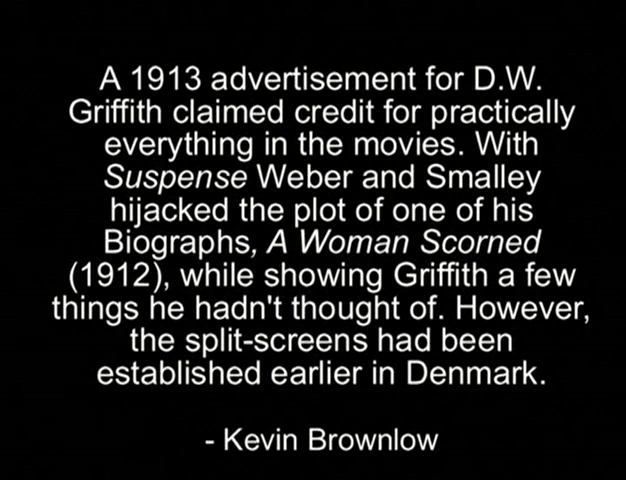 A 1913 advertisement for D.W.
Griffith claimed credit for practically
everything in the movies. With
Suspense Weber and Smalley
hijacked the plot of one of his
Biographs, A Woman Scorned
(1912), while showing Griffith a few
things he hadn't thought of. However,
the split-screens had been
established earlier in Denmark.
- Kevin Brownlow